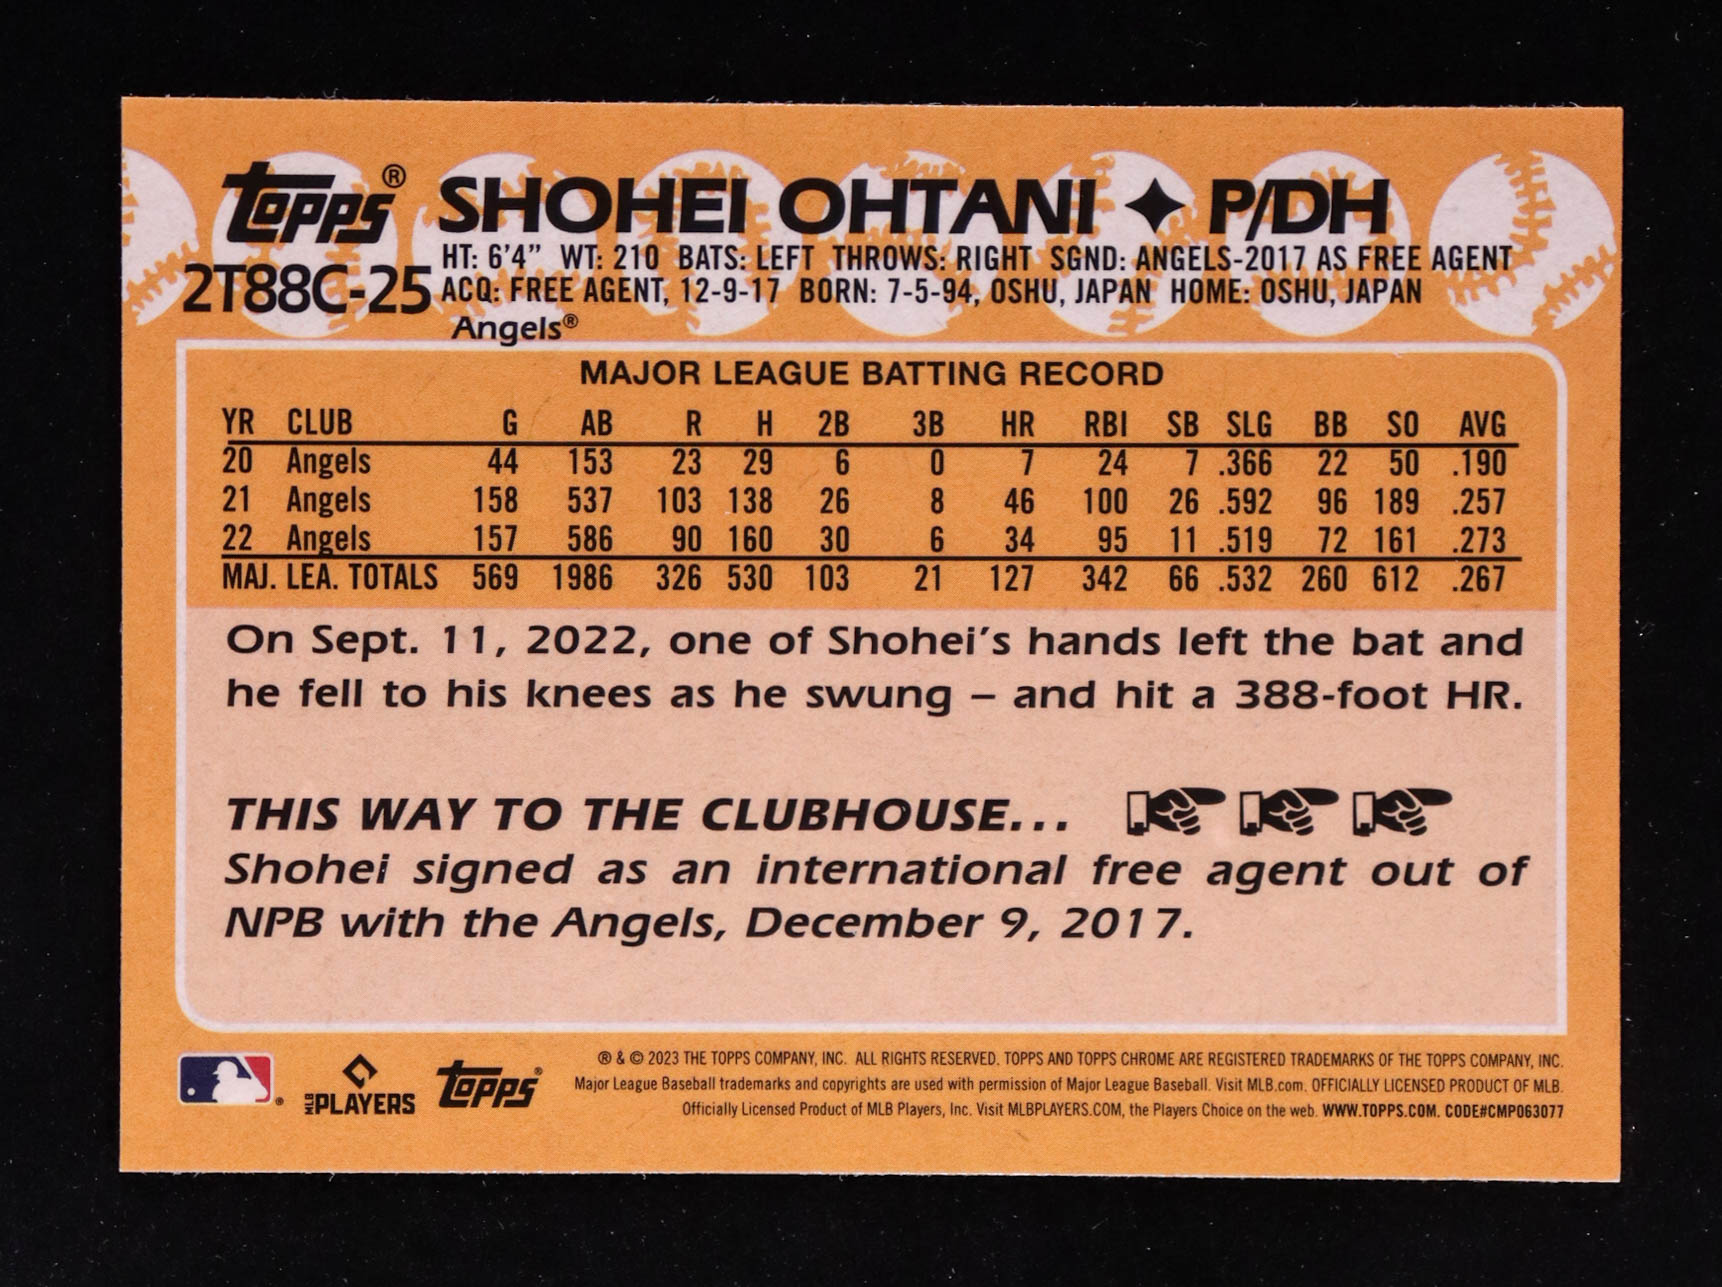 Topps® SHOHEI OHTANI ✦ P/DH
2T88C-25 HT: 6'4" WT: 210 BATS: LEFT THROWS: RIGHT SGND: ANGELS-2017 AS FREE AGENT
ACQ: FREE AGENT, 12-9-17 BORN: 7-5-94, OSHU, JAPAN HOME: OSHU, JAPAN
Angels®
MAJOR LEAGUE BATTING RECORD
YR CLUB G AB R H 2B 3B HR RBI SB SLG BB SO AVG
20 Angels 44 153 23 29 6 0 7 24 7 .366 22 50 .190
21 Angels 158 537 103 138 26 8 46 100 26 .592 96 189 .257
22 Angels 157 586 90 160 30 6 34 95 11 .519 72 161 .273
MAJ. LEA. TOTALS 569 1986 326 530 103 21 127 342 66 .532 260 612 .267
On Sept. 11, 2022, one of Shohei's hands left the bat and
he fell to his knees as he swung – and hit a 388-foot HR.
THIS WAY TO THE CLUBHOUSE...
Shohei signed as an international free agent out of
NPB with the Angels, December 9, 2017.
MLB PLAYERS Topps®
® & © 2023 THE TOPPS COMPANY, INC. ALL RIGHTS RESERVED. TOPPS AND TOPPS CHROME ARE REGISTERED TRADEMARKS OF THE TOPPS COMPANY, INC.
Major League Baseball trademarks and copyrights are used with permission of Major League Baseball. Visit MLB.com. OFFICIALLY LICENSED PRODUCT OF MLB.
Officially Licensed Product of MLB Players, Inc. Visit MLBPLAYERS.COM, the Players Choice on the web. WWW.TOPPS.COM. CODE#CMP063077